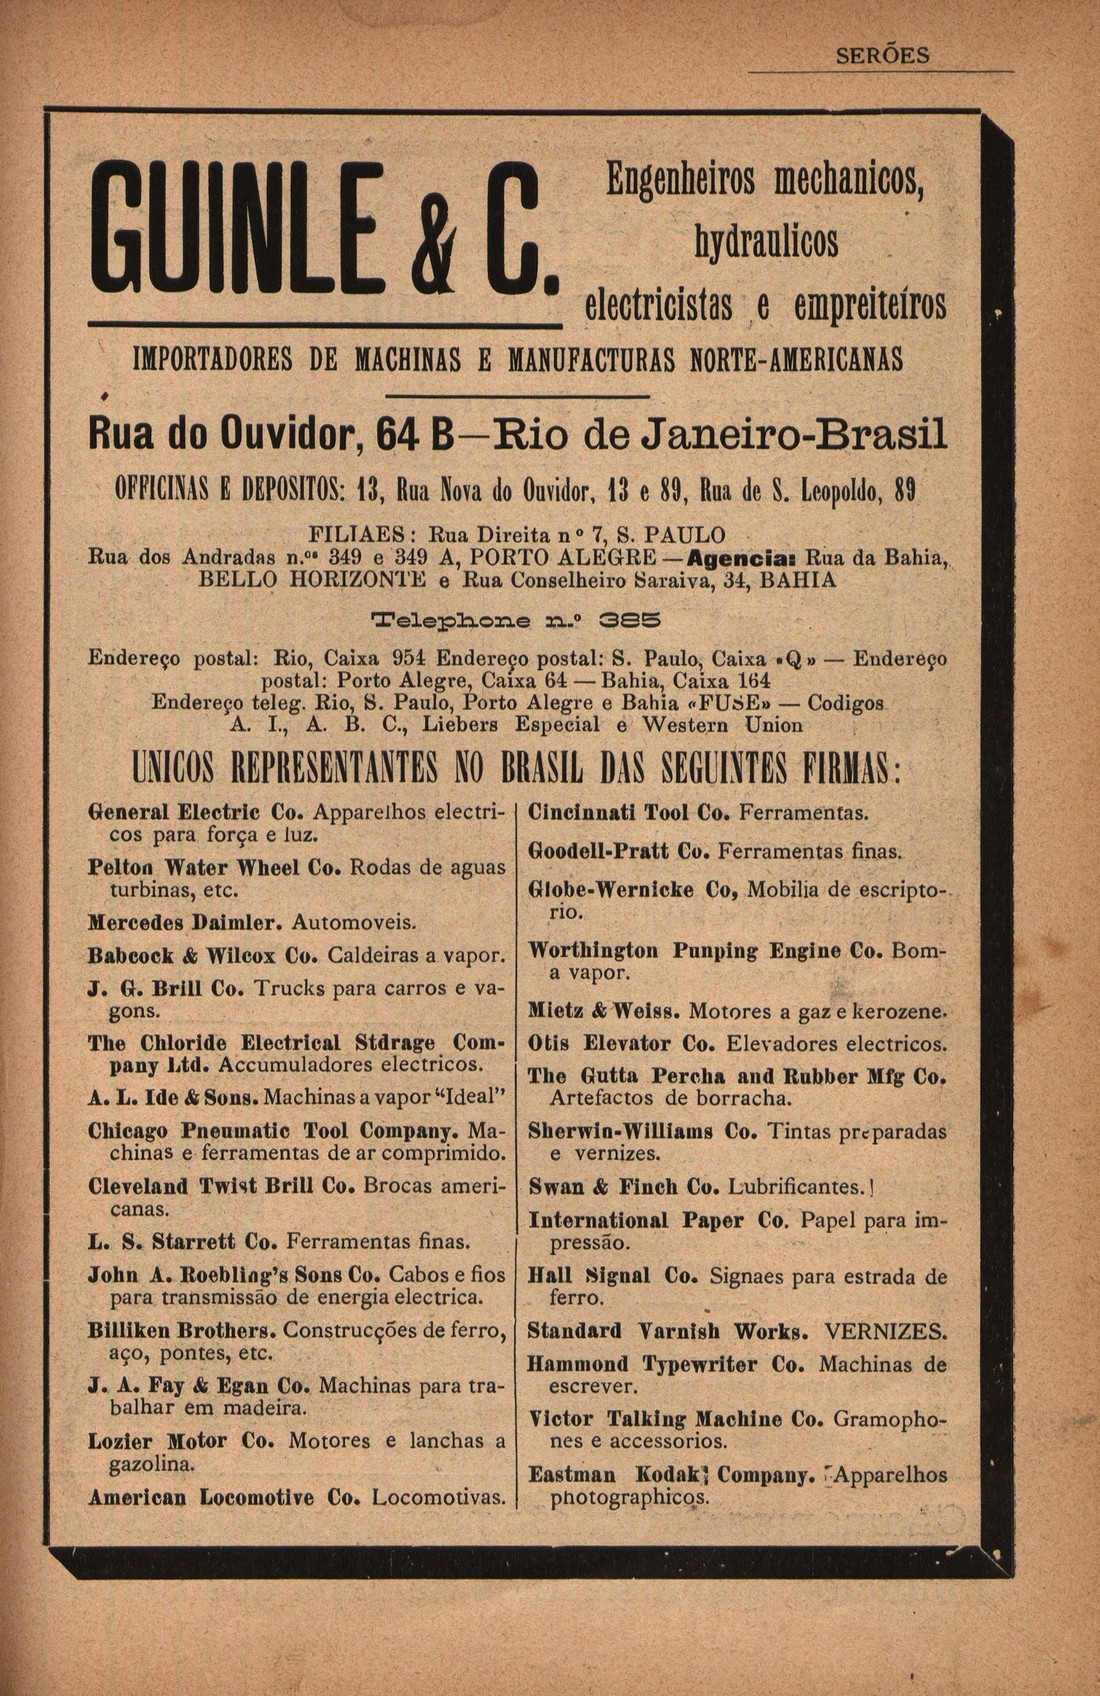 SERÕES
GUINLE & C.
Engenheiros mechanicos,
hydraulicos
electricistas e empreiteiros
IMPORTADORES DE MACHINAS E MANUFACTURAS NORTE-AMERICANAS
Rua do Ouvidor, 64 B—Rio de Janeiro-Brasil
OFFICINAS E DEPOSITOS: 13, Rua Nova do Ouvidor, 13 e 89, Rua de S. Leopoldo, 89
FILIAES: Rua Direita nº 7, S. PAULO
Rua dos Andradas n.ºˢ 349 e 349 A, PORTO ALEGRE—Agencia: Rua da Bahia,
BELLO HORIZONTE e Rua Conselheiro Saraiva, 34, BAHIA
Telephone n.º 385
Endereço postal: Rio, Caixa 954 Endereço postal: S. Paulo, Caixa «Q» — Endereço
postal: Porto Alegre, Caixa 64 — Bahia, Caixa 164
Endereço teleg. Rio, S. Paulo, Porto Alegre e Bahia «FUSE» — Codigos
A. I., A. B. C., Liebers Especial e Western Union
UNICOS REPRESENTANTES NO BRASIL DAS SEGUINTES FIRMAS:
General Electric Co. Apparelhos electri-
cos para força e luz.
Pelton Water Wheel Co. Rodas de aguas
turbinas, etc.
Mercedes Daimler. Automoveis.
Babcock & Wilcox Co. Caldeiras a vapor.
J. G. Brill Co. Trucks para carros e va-
gons.
The Chloride Electrical Stdrage Com-
pany Ltd. Accumuladores electricos.
A. L. Ide & Sons. Machinas a vapor "Ideal"
Chicago Pneumatic Tool Company. Ma-
chinas e ferramentas de ar comprimido.
Cleveland Twist Brill Co. Brocas ameri-
canas.
L. S. Starrett Co. Ferramentas finas.
John A. Roebling's Sons Co. Cabos e fios
para transmissão de energia electrica.
Billiken Brothers. Construcções de ferro,
aço, pontes, etc.
J. A. Fay & Egan Co. Machinas para tra-
balhar em madeira.
Lozier Motor Co. Motores e lanchas a
gazolina.
American Locomotive Co. Locomotivas.
Cincinnati Tool Co. Ferramentas.
Goodell-Pratt Co. Ferramentas finas.
Globe-Wernicke Co, Mobilia de escripto-
rio.
Worthington Punping Engine Co. Bom-
a vapor.
Mietz & Weiss. Motores a gaz e kerozene.
Otis Elevator Co. Elevadores electricos.
The Gutta Percha and Rubber Mfg Co.
Artefactos de borracha.
Sherwin-Williams Co. Tintas preparadas
e vernizes.
Swan & Finch Co. Lubrificantes.
International Paper Co. Papel para im-
pressão.
Hall Signal Co. Signaes para estrada de
ferro.
Standard Varnish Works. VERNIZES.
Hammond Typewriter Co. Machinas de
escrever.
Victor Talking Machine Co. Gramopho-
nes e accessorios.
Eastman Kodak Company. Apparelhos
photographicos.